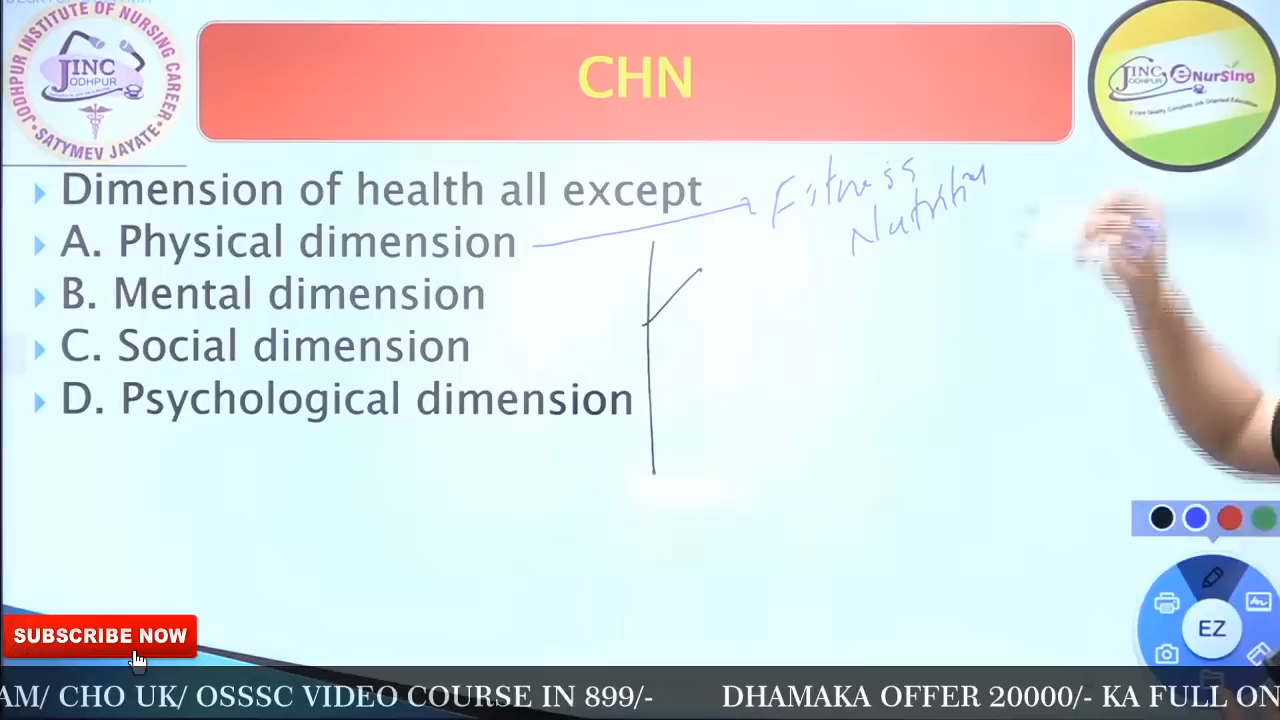 JODHPUR INSTITUTE OF NURSING CAREER
JINC
JODHPUR
• SATYMEV JAYATE •
CHN
JINC
JODHPUR
eNursing
Dimension of health all except
Fitness
Nutrition
A. Physical dimension
B. Mental dimension
C. Social dimension
D. Psychological dimension
EZ
SUBSCRIBE NOW
AM/ CHO UK/ OSSSC VIDEO COURSE IN 899/- DHAMAKA OFFER 20000/- KA FULL ON